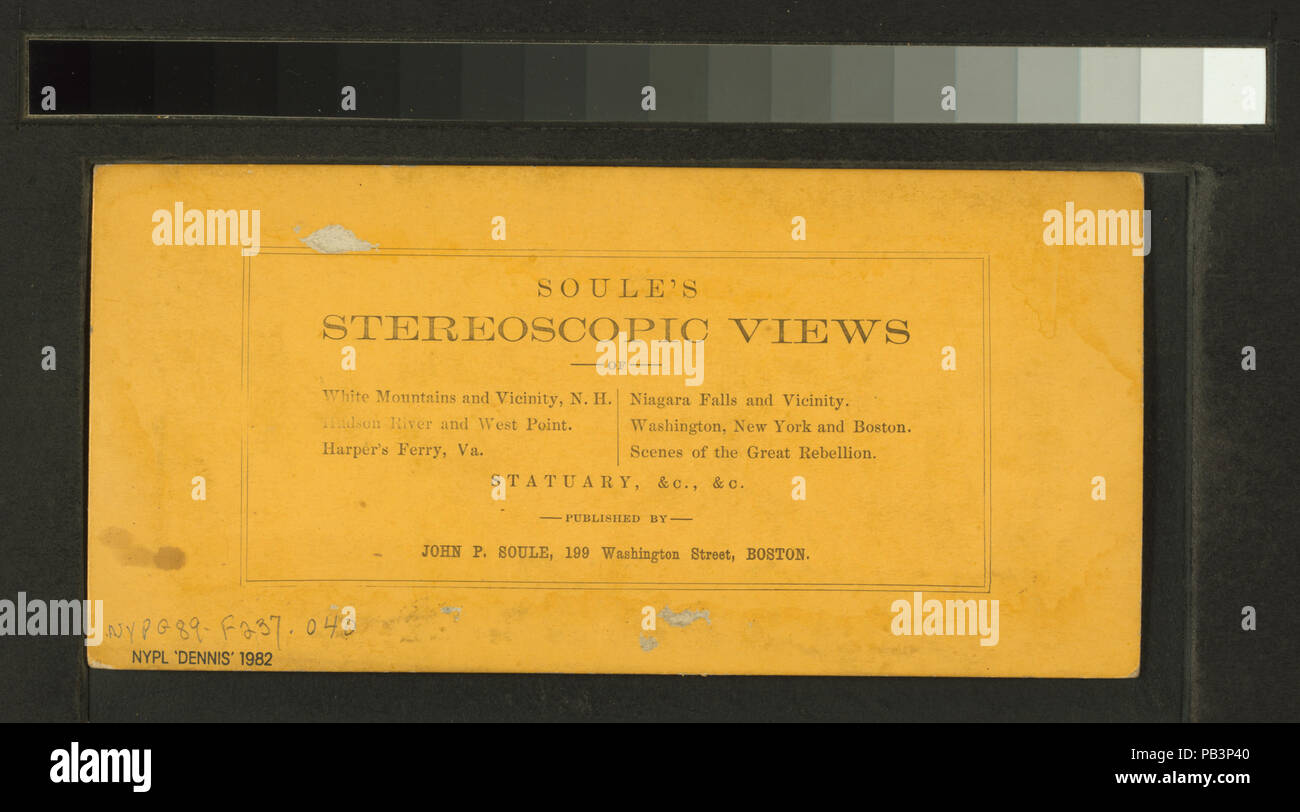 SOULE'S
STEREOSCOPIC VIEWS
OF
White Mountains and Vicinity, N. H.
Hudson River and West Point.
Harper's Ferry, Va.
Niagara Falls and Vicinity.
Washington, New York and Boston.
Scenes of the Great Rebellion.
STATUARY, &c., &c.
PUBLISHED BY
JOHN P. SOULE, 199 Washington Street, BOSTON.
NYPG89-F237.
NYPL 'DENNIS' 1982
alamy
Image ID: PB3P40
www.alamy.com